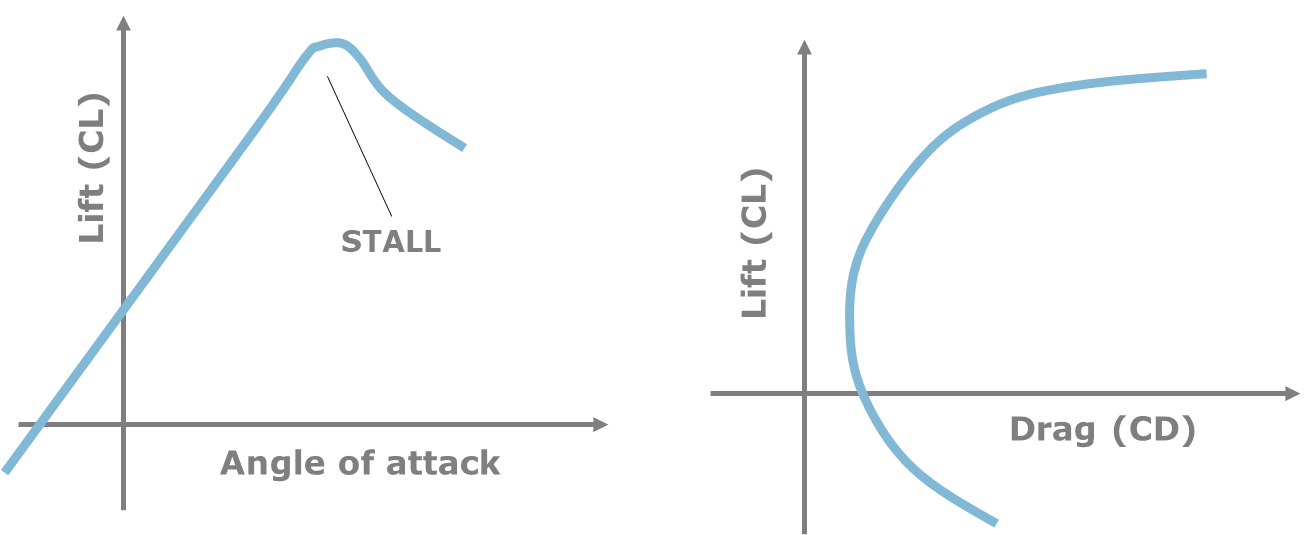 Lift (CL)
STALL
Angle of attack
Lift (CL)
Drag (CD)